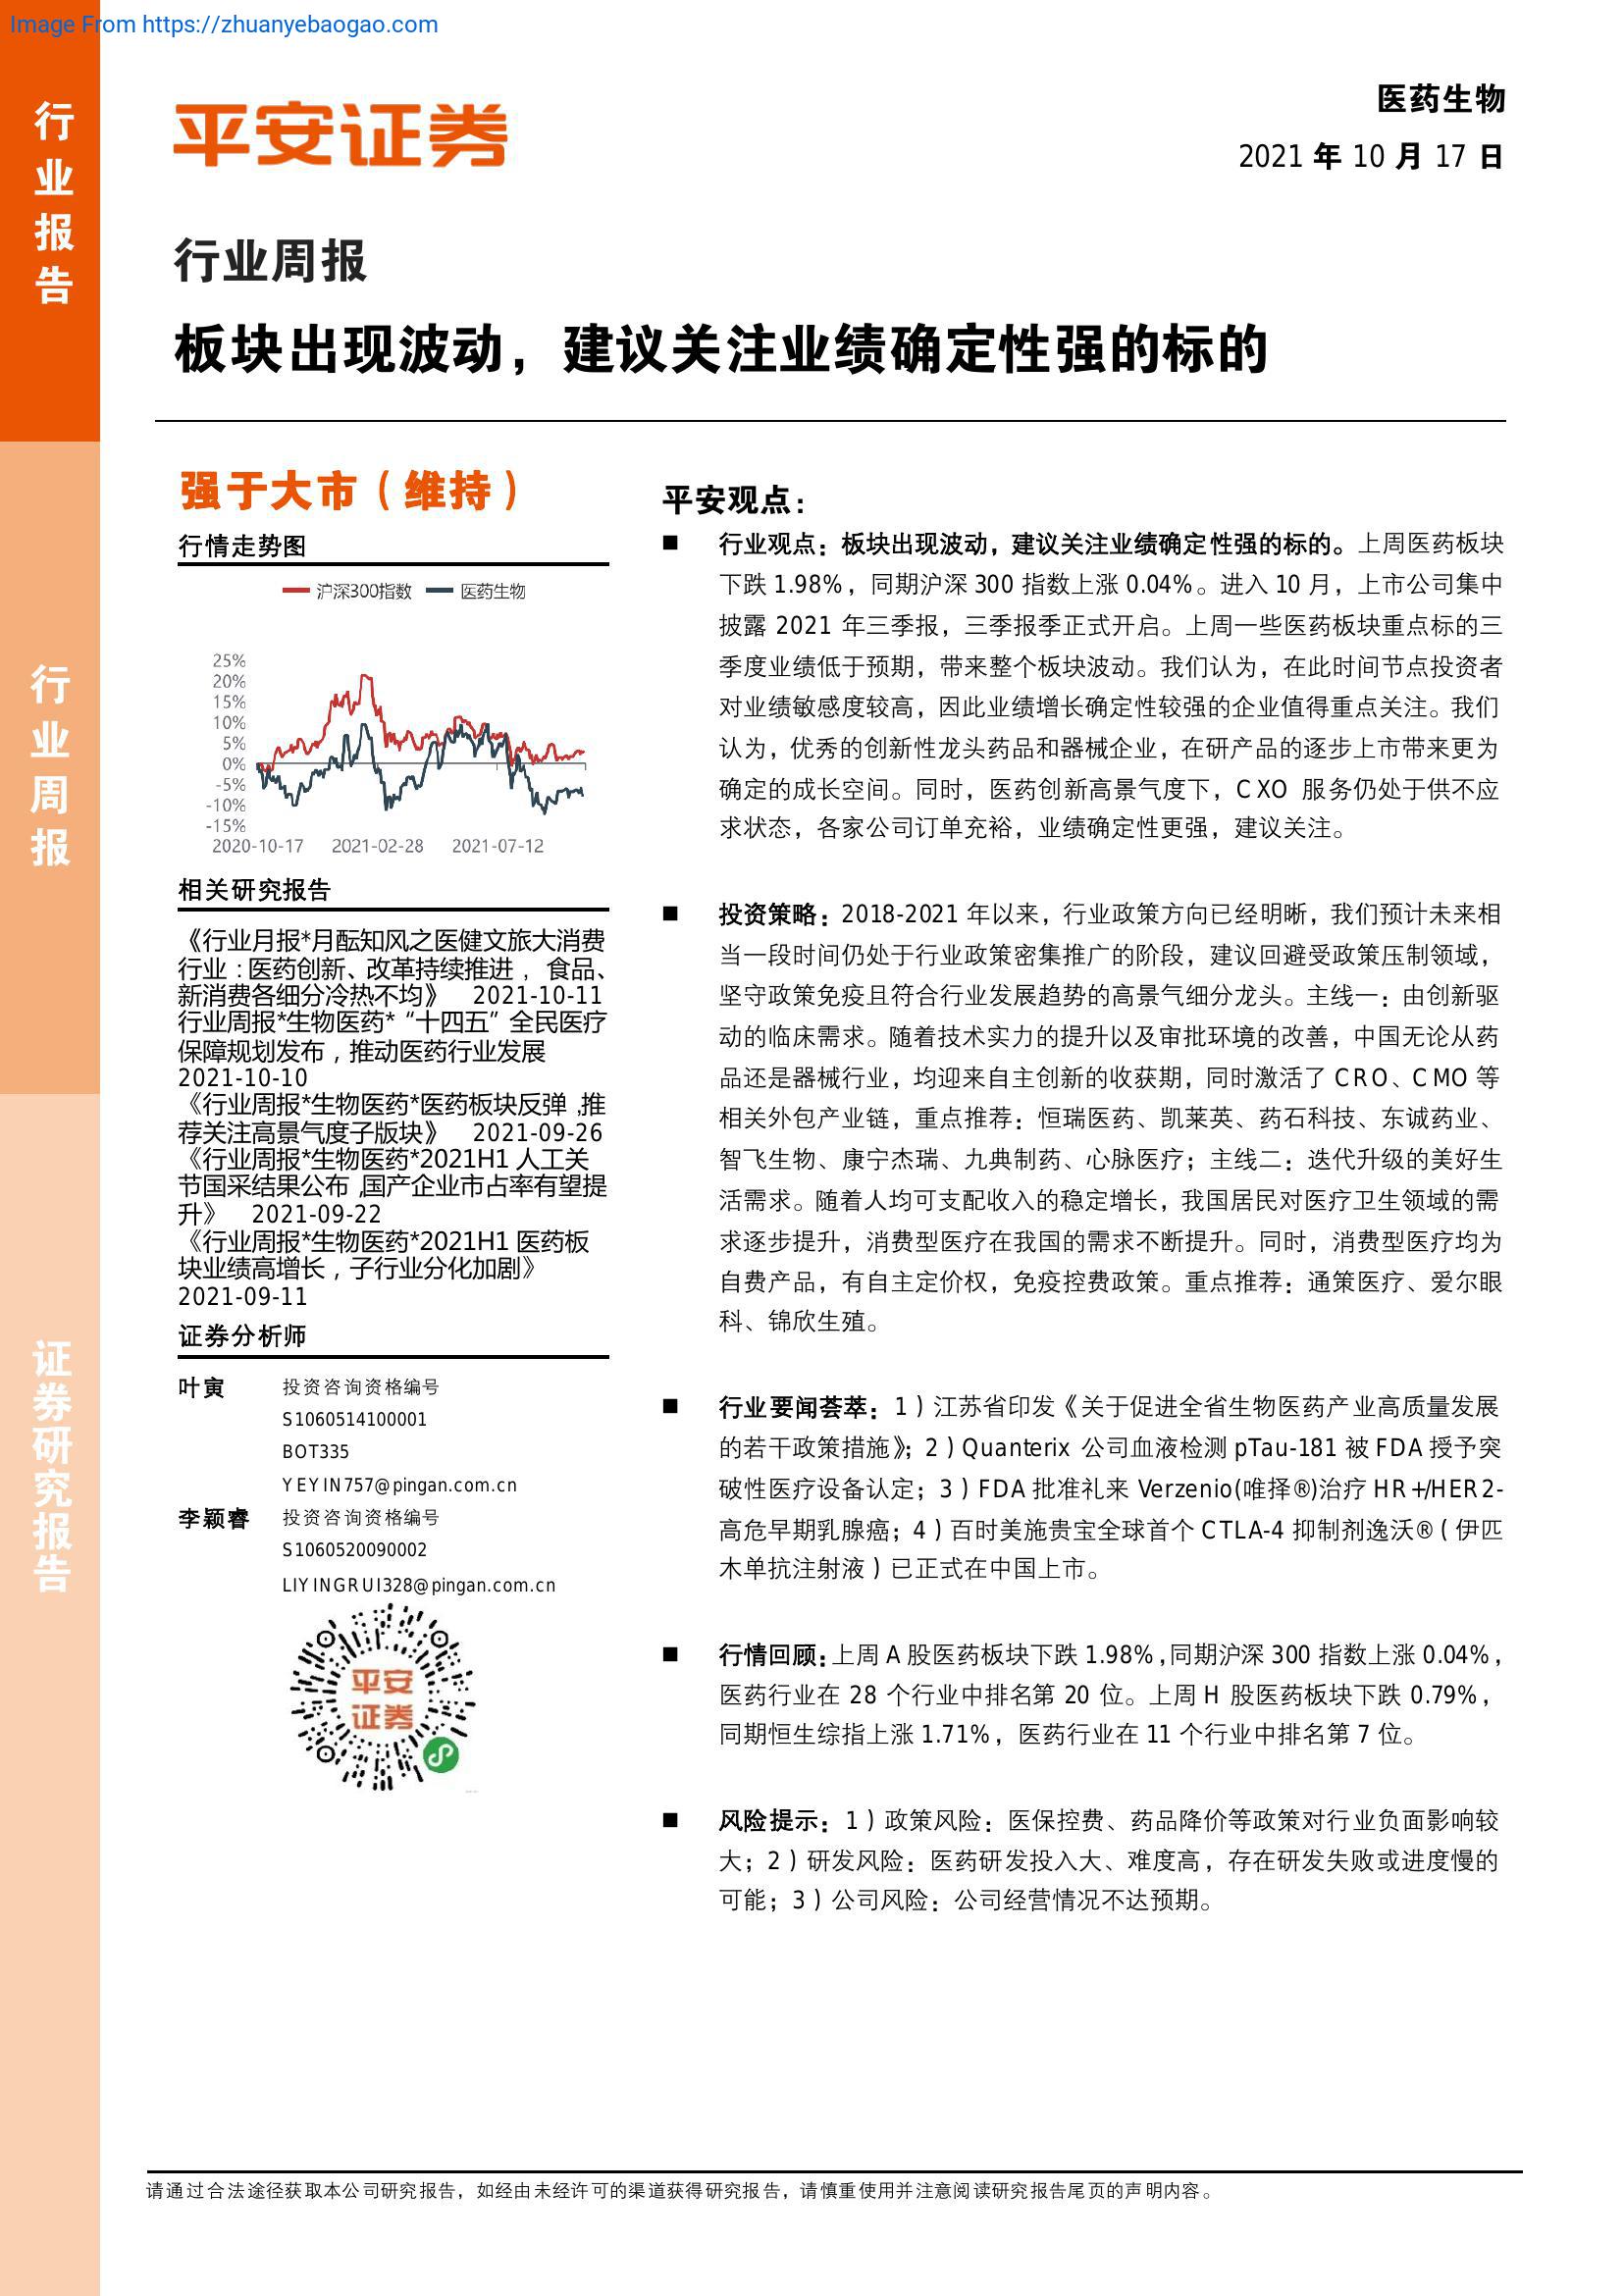 Image From https://zhuanyebaogao.com
行业报告
行业周报
证券研究报告
平安证券
医药生物
2021 年 10 月 17 日
行业周报
板块出现波动，建议关注业绩确定性强的标的
强于大市（维持）
行情走势图
沪深300指数 医药生物
25%
20%
15%
10%
5%
0%
-5%
-10%
-15%
2020-10-17 2021-02-28 2021-07-12
相关研究报告
《行业月报*月酝知风之医健文旅大消费
行业：医药创新、改革持续推进，食品、
新消费各细分冷热不均》 2021-10-11
行业周报*生物医药*“十四五”全民医疗
保障规划发布，推动医药行业发展
2021-10-10
《行业周报*生物医药*医药板块反弹，推
荐关注高景气度子版块》 2021-09-26
《行业周报*生物医药*2021H1 人工关
节国采结果公布，国产企业市占率有望提
升》 2021-09-22
《行业周报*生物医药*2021H1 医药板
块业绩高增长，子行业分化加剧》
2021-09-11
证券分析师
叶寅 投资咨询资格编号
S1060514100001
BOT335
YEYIN757@pingan.com.cn
李颖睿 投资咨询资格编号
S1060520090002
LIYINGRUI328@pingan.com.cn
平安
证券
平安观点：
■ 行业观点：板块出现波动，建议关注业绩确定性强的标的。上周医药板块
下跌 1.98%，同期沪深 300 指数上涨 0.04%。进入 10 月，上市公司集中
披露 2021 年三季报，三季报季正式开启。上周一些医药板块重点标的三
季度业绩低于预期，带来整个板块波动。我们认为，在此时间节点投资者
对业绩敏感度较高，因此业绩增长确定性较强的企业值得重点关注。我们
认为，优秀的创新性龙头药品和器械企业，在研产品的逐步上市带来更为
确定的成长空间。同时，医药创新高景气度下，CXO 服务仍处于供不应
求状态，各家公司订单充裕，业绩确定性更强，建议关注。
■ 投资策略：2018-2021 年以来，行业政策方向已经明晰，我们预计未来相
当一段时间仍处于行业政策密集推广的阶段，建议回避受政策压制领域，
坚守政策免疫且符合行业发展趋势的高景气细分龙头。主线一：由创新驱
动的临床需求。随着技术实力的提升以及审批环境的改善，中国无论从药
品还是器械行业，均迎来自主创新的收获期，同时激活了 CRO、CMO 等
相关外包产业链，重点推荐：恒瑞医药、凯莱英、药石科技、东诚药业、
智飞生物、康宁杰瑞、九典制药、心脉医疗；主线二：迭代升级的美好生
活需求。随着人均可支配收入的稳定增长，我国居民对医疗卫生领域的需
求逐步提升，消费型医疗在我国的需求不断提升。同时，消费型医疗均为
自费产品，有自主定价权，免疫控费政策。重点推荐：通策医疗、爱尔眼
科、锦欣生殖。
■ 行业要闻荟萃：1）江苏省印发《关于促进全省生物医药产业高质量发展
的若干政策措施》；2）Quanterix 公司血液检测 pTau-181 被 FDA 授予突
破性医疗设备认定；3）FDA 批准礼来 Verzenio(唯择®)治疗 HR+/HER2-
高危早期乳腺癌；4）百时美施贵宝全球首个 CTLA-4 抑制剂逸沃®（伊匹
木单抗注射液）已正式在中国上市。
■ 行情回顾：上周 A 股医药板块下跌 1.98%，同期沪深 300 指数上涨 0.04%，
医药行业在 28 个行业中排名第 20 位。上周 H 股医药板块下跌 0.79%，
同期恒生综指上涨 1.71%，医药行业在 11 个行业中排名第 7 位。
■ 风险提示：1）政策风险：医保控费、药品降价等政策对行业负面影响较
大；2）研发风险：医药研发投入大、难度高，存在研发失败或进度慢的
可能；3）公司风险：公司经营情况不达预期。
请通过合法途径获取本公司研究报告，如经由未经许可的渠道获得研究报告，请慎重使用并注意阅读研究报告尾页的声明内容。